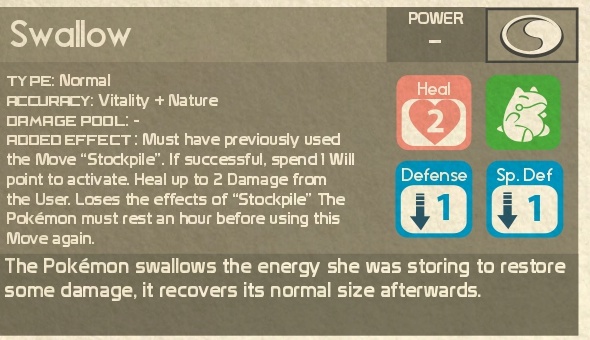 Swallow
POWER
–
TYPE: Normal
ACCURACY: Vitality + Nature
DAMAGE POOL: -
ADDED EFFECT: Must have previously used
the Move “Stockpile”. If successful, spend 1 Will
point to activate. Heal up to 2 Damage from
the User. Loses the effects of “Stockpile” The
Pokémon must rest an hour before using this
Move again.
Heal
2
Defense
1
Sp. Def
1
The Pokémon swallows the energy she was storing to restore
some damage, it recovers its normal size afterwards.